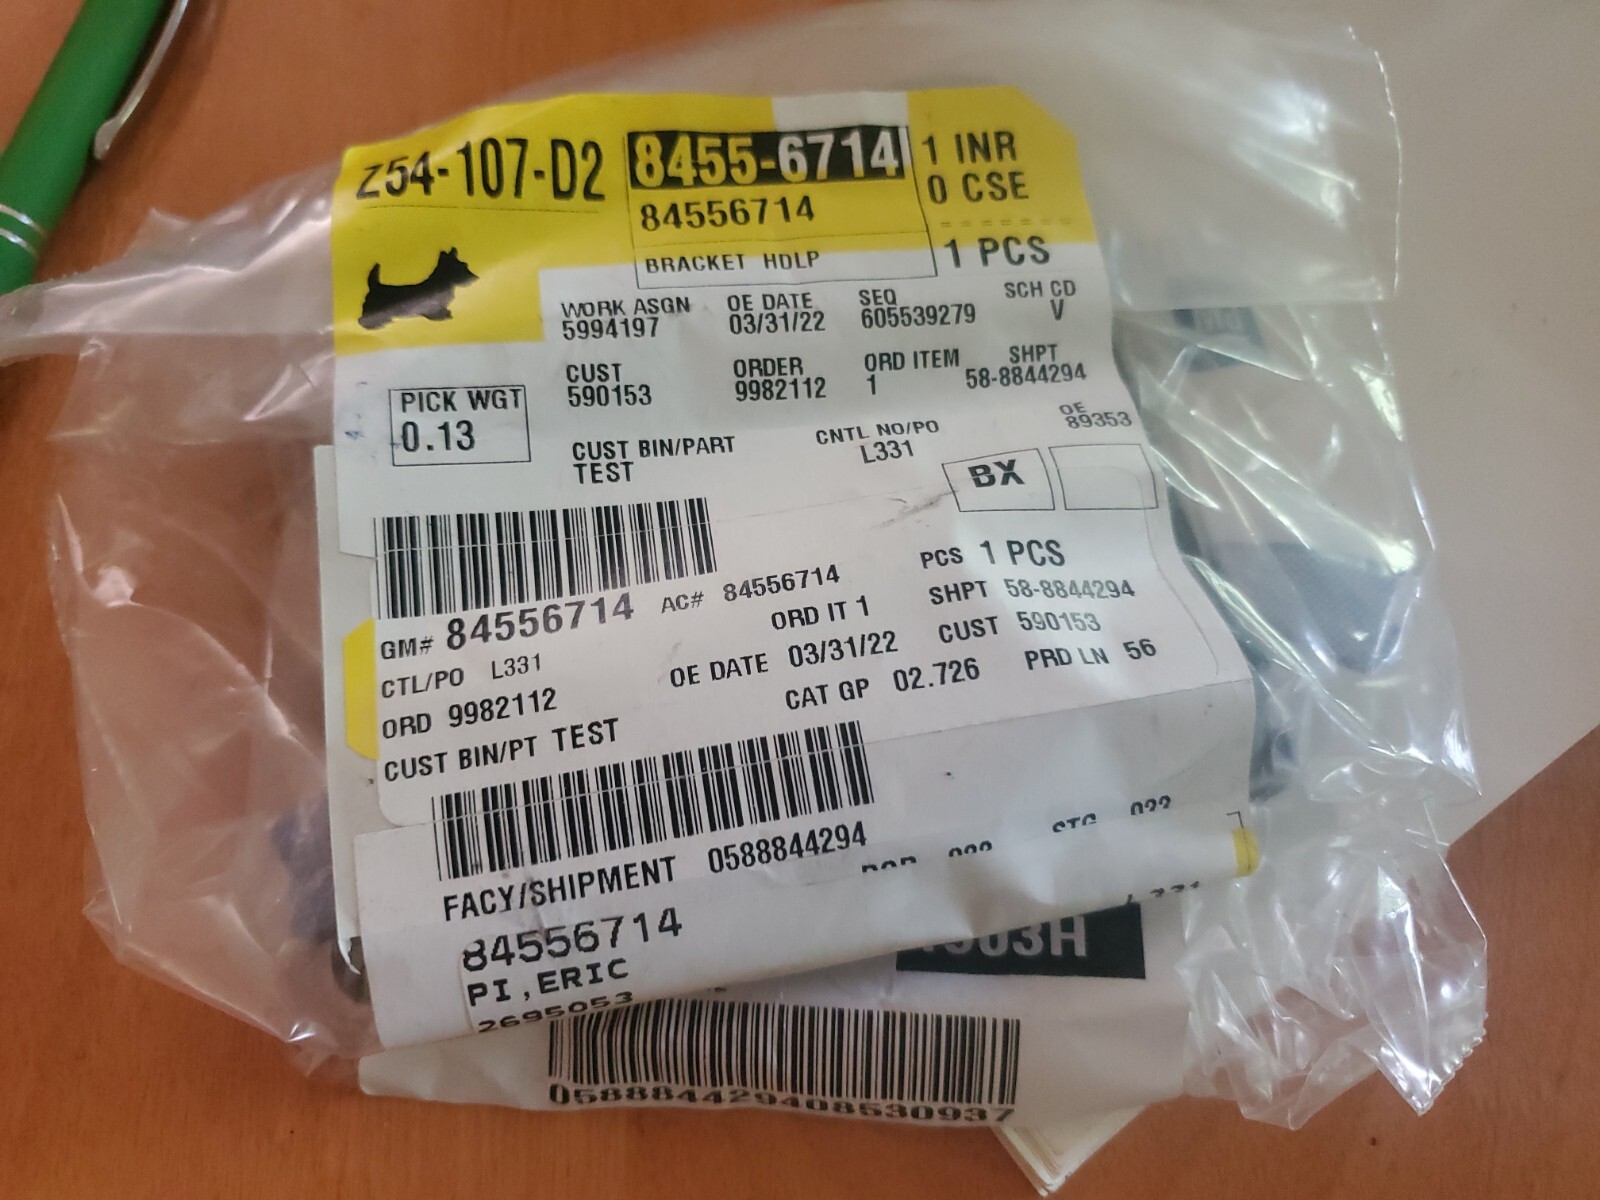 Z54-107-D2
8455-6714
84556714
BRACKET HDLP
1 INR
0 CSE
1 PCS
WORK ASGN
5994197
OE DATE
03/31/22
SEQ
605539279
SCH CD
V
CUST
590153
ORDER
9982112
ORD ITEM
1
SHPT
58-8844294
PICK WGT
0.13
CUST BIN/PART
TEST
CNTL NO/PO
L331
OE
89353
BX
GM# 84556714 AC# 84556714
PCS 1 PCS
CTL/PO L331
ORD IT 1
SHPT 58-8844294
ORD 9982112
OE DATE 03/31/22
CUST 590153
CUST BIN/PT TEST
CAT GP 02.726
PRD LN 56
FACY/SHIPMENT 0588844294
84556714
PI,ERIC
2695053
058884429408530937